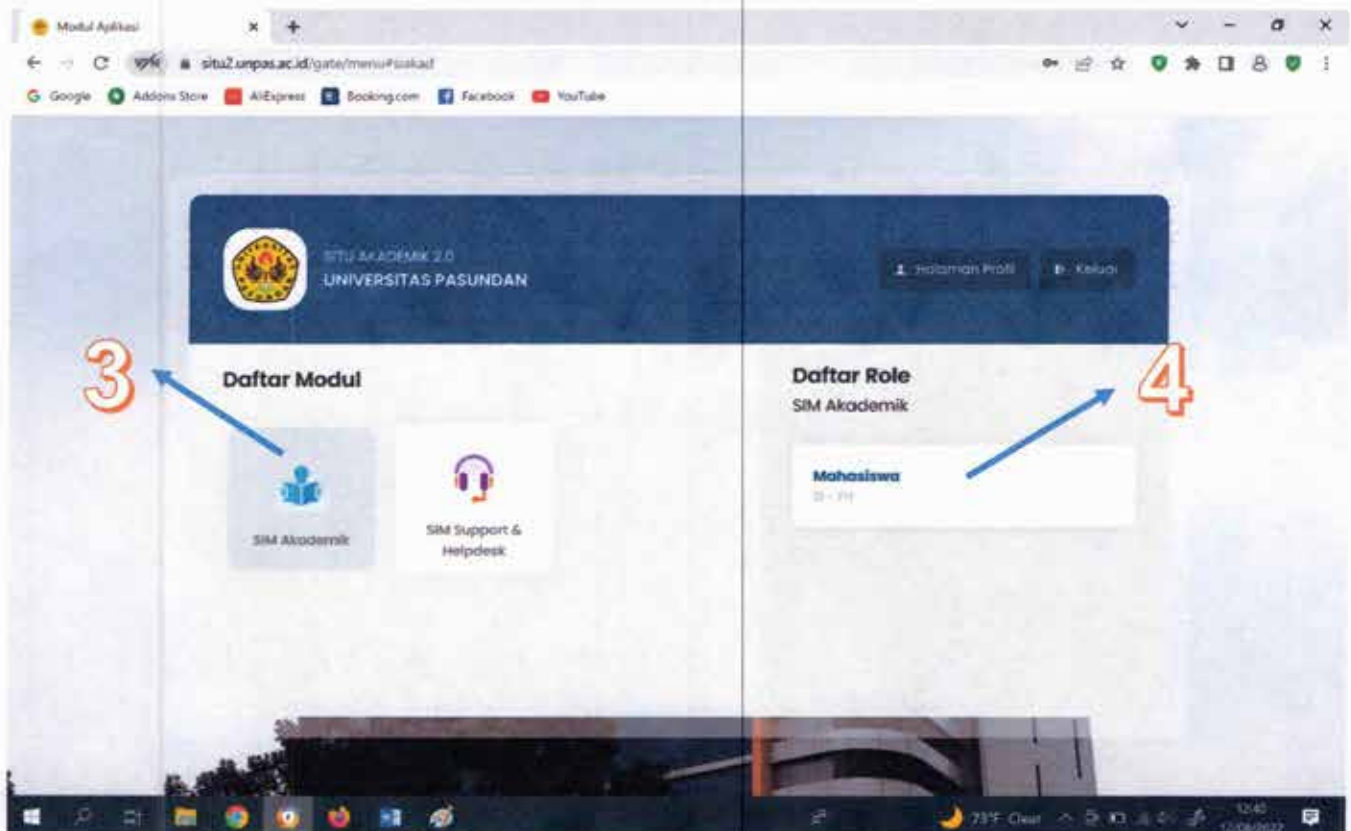 Modul Aplikasi
situ2.unpas.ac.id/gate/menu#siakad
Google Addons Store AliExpress Booking.com Facebook YouTube
SITU AKADEMIK 2.0
UNIVERSITAS PASUNDAN
Halaman Profil Keluar
3
4
Daftar Modul
Daftar Role
SIM Akademik
Mahasiswa
SIM Akademik
SIM Support &
Helpdesk
73°F Clear
12:40